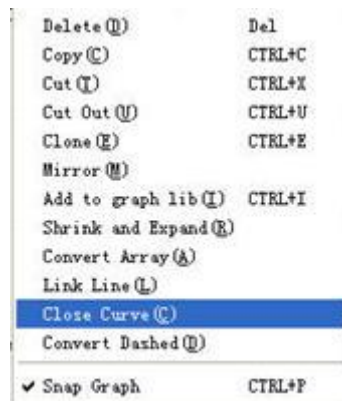 Delete(D) Del
Copy(C) CTRL+C
Cut(T) CTRL+X
Cut Out(U) CTRL+U
Clone(E) CTRL+E
Mirror(M)
Add to graph lib(I) CTRL+I
Shrink and Expand(R)
Convert Array(A)
Link Line(L)
Close Curve(C)
Convert Dashed(D)
Snap Graph CTRL+P